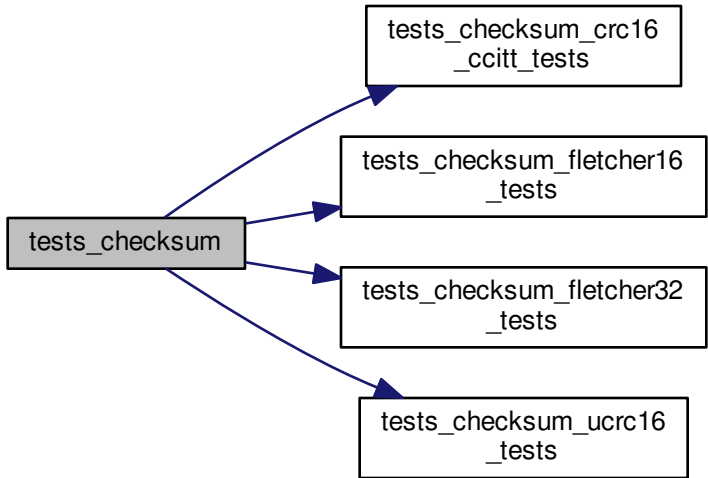 tests_checksum
tests_checksum_crc16
_ccitt_tests
tests_checksum_fletcher16
_tests
tests_checksum_fletcher32
_tests
tests_checksum_ucrc16
_tests